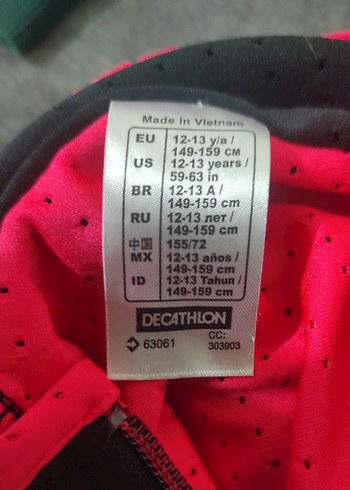 Made In Vietnam
EU 12-13 y/a /
149-159 CM
US 12-13 years /
59-63 in
BR 12-13 A /
149-159 cm
RU 12-13 лет /
149-159 cm
中国 155/72
MX 12-13 años /
149-159 cm
ID 12-13 Tahun /
149-159 cm
DECATHLON
63061 CC:
303903